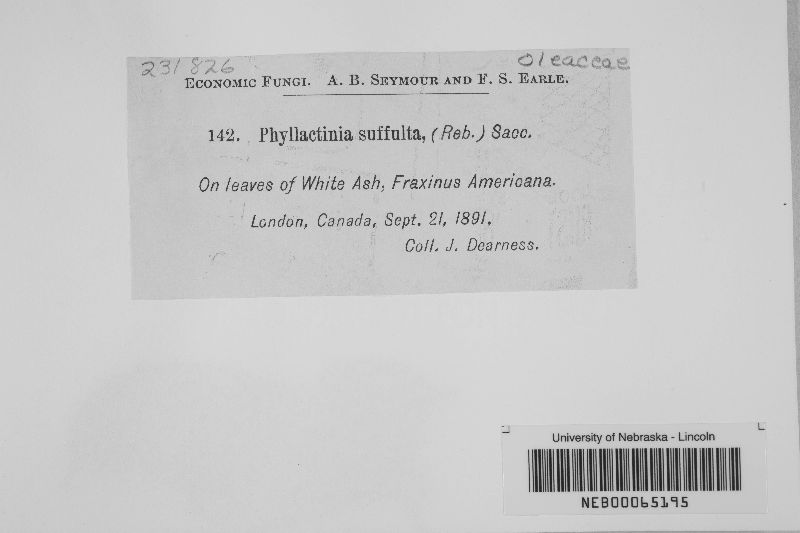 231826 Oleaceae
Economic Fungi. A. B. Seymour and F. S. Earle.
142. Phyllactinia suffulta, (Reb.) Sacc.
On leaves of White Ash, Fraxinus Americana.
London, Canada, Sept. 21, 1891.
Coll. J. Dearness.
University of Nebraska - Lincoln
NEB00065195